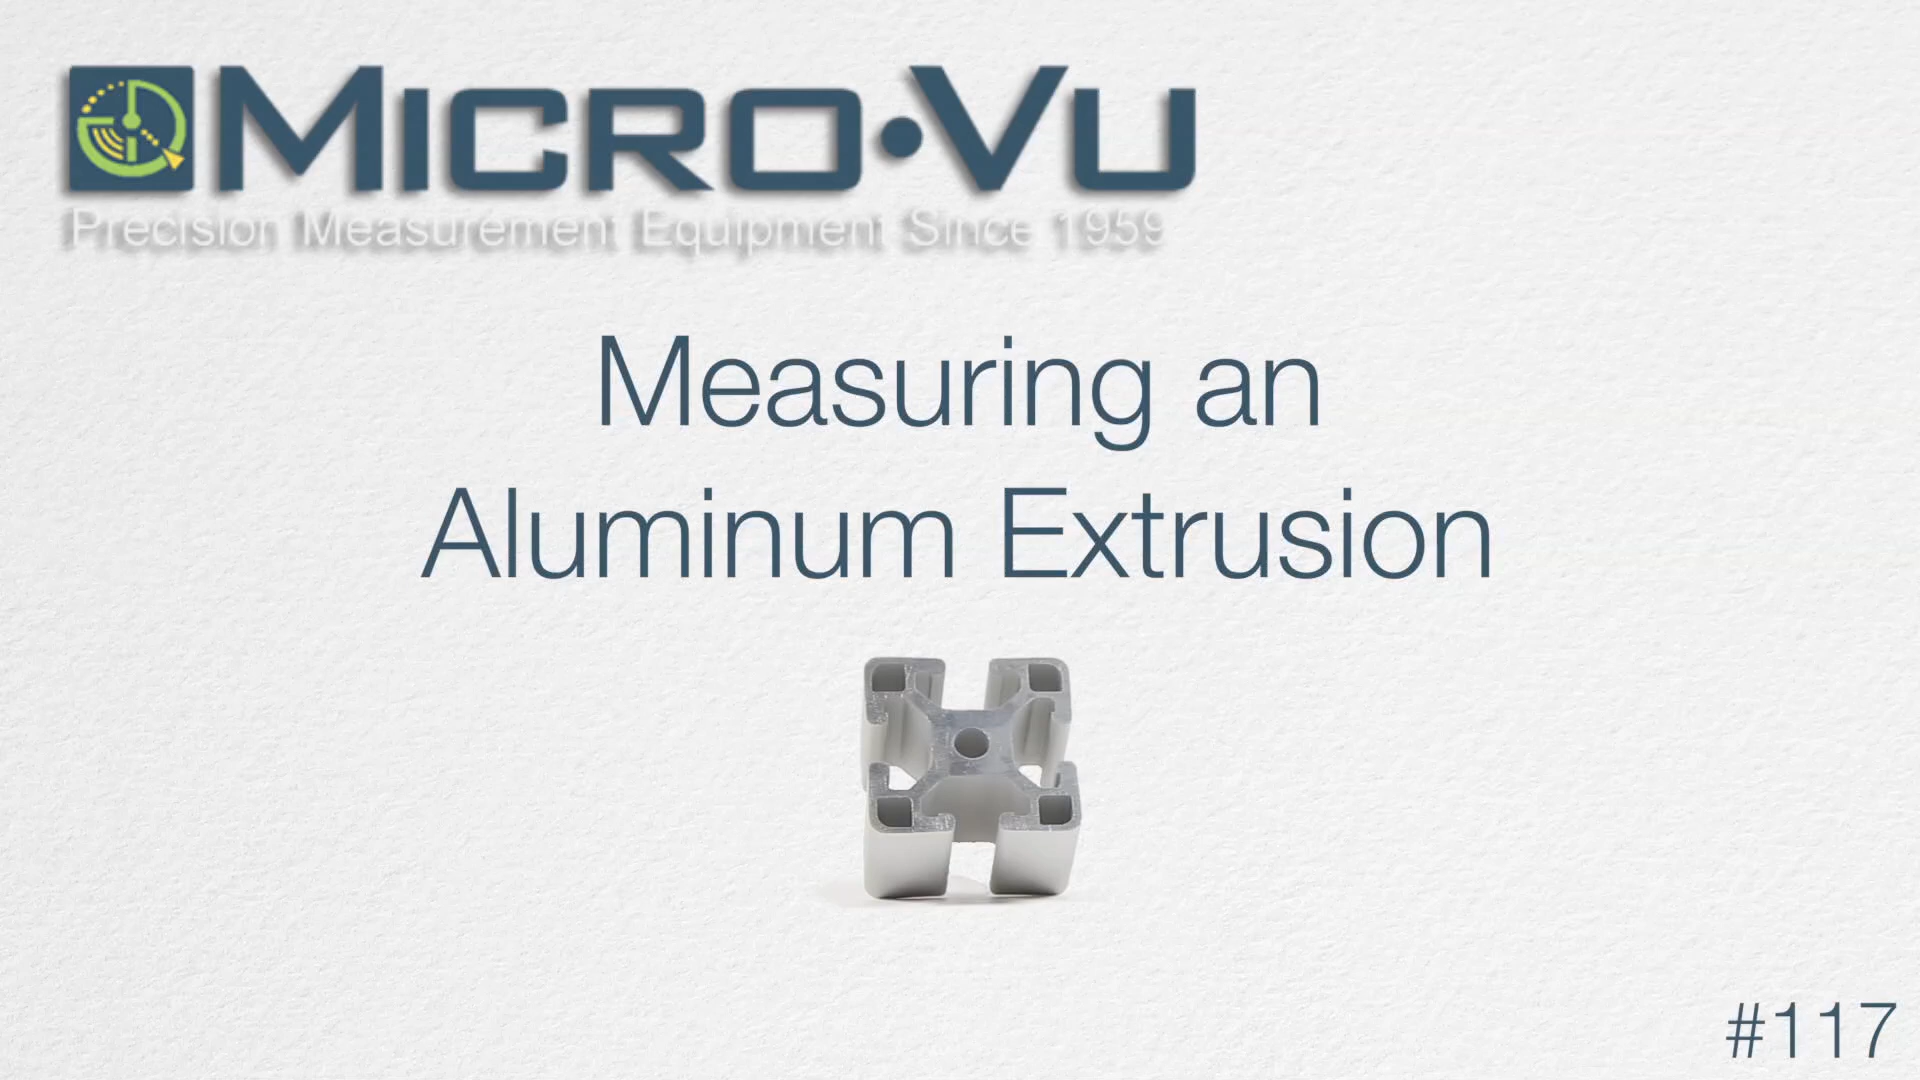 MICRO•VU
Precision Measurement Equipment Since 1959
Measuring an
Aluminum Extrusion
#117